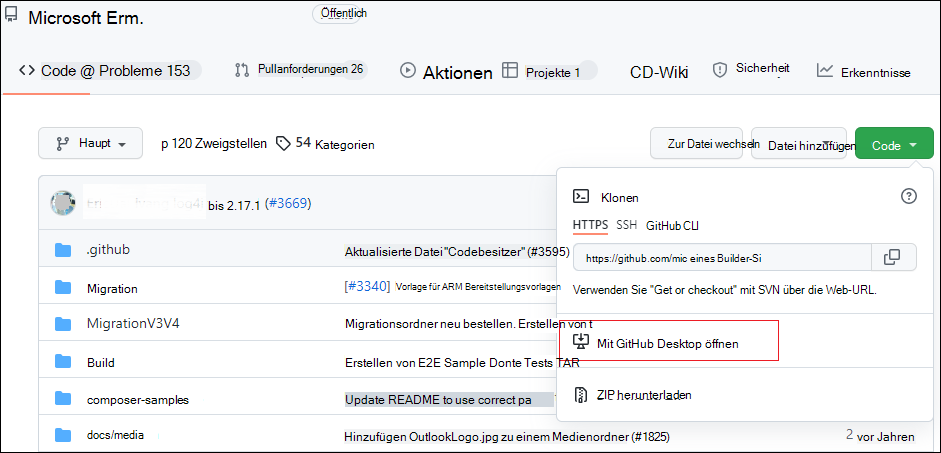 Microsoft Erm.
Öffentlich
Code @ Probleme 153
Pullanforderungen 26
Aktionen
Projekte 1
CD-Wiki
Sicherheit
Erkenntnisse
Haupt
p 120 Zweigstellen
54 Kategorien
Zur Datei wechseln
Datei hinzufügen
Code
bis 2.17.1 (#3669)
Klonen
HTTPS SSH GitHub CLI
https://github.com/mic eines Builder-Si
Verwenden Sie "Get or checkout" mit SVN über die Web-URL.
Mit GitHub Desktop öffnen
ZIP herunterladen
.github
Aktualisierte Datei "Codebesitzer" (#3595)
Migration
[#3340] Vorlage für ARM Bereitstellungsvorlagen
MigrationV3V4
Migrationsordner neu bestellen. Erstellen von t
Build
Erstellen von E2E Sample Donte Tests TAR
composer-samples
Update README to use correct pa
docs/media
Hinzufügen OutlookLogo.jpg zu einem Medienordner (#1825)
2 vor Jahren